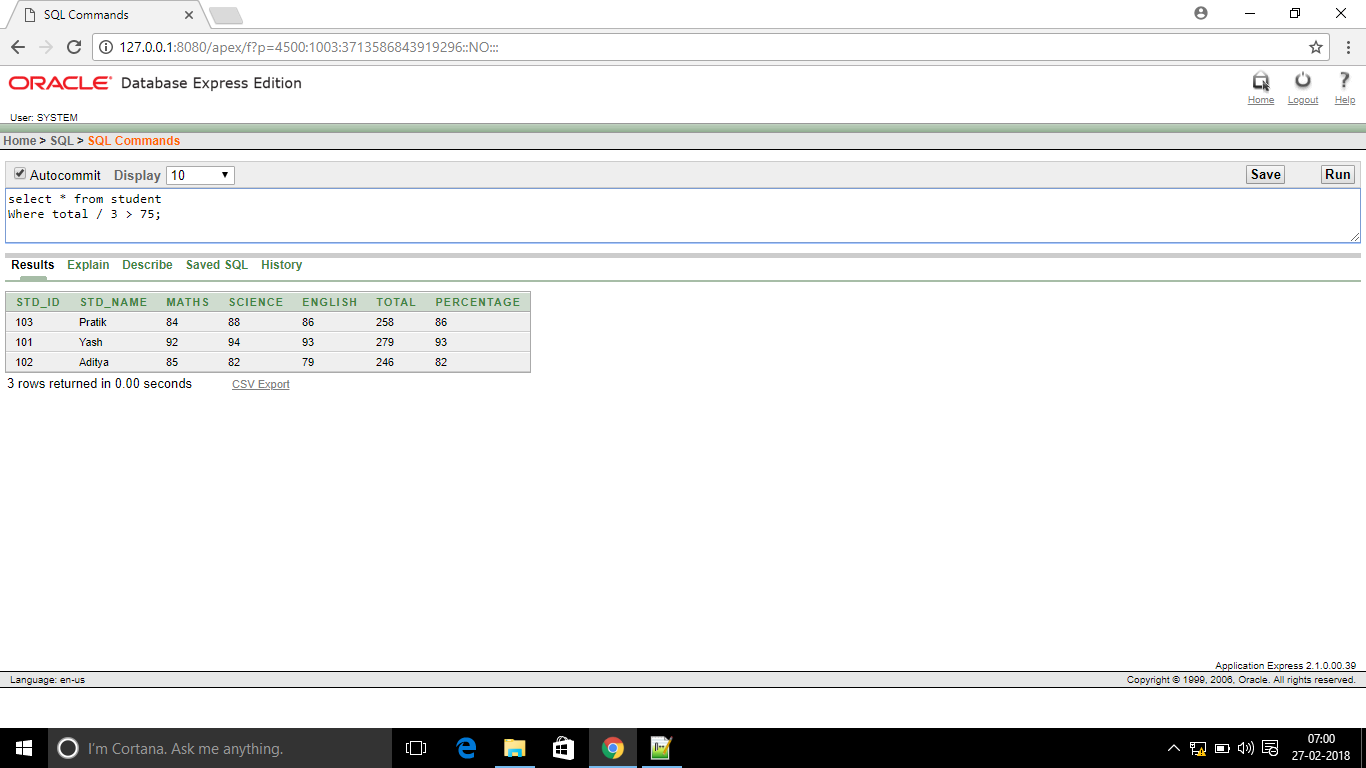 SQL Commands
127.0.0.1:8080/apex/f?p=4500:1003:3713586843919296::NO:::
ORACLE Database Express Edition
Home Logout Help
User: SYSTEM
Home > SQL > SQL Commands
Autocommit Display 10 Save Run
select * from student
Where total / 3 > 75;
Results Explain Describe Saved SQL History
STD_ID STD_NAME MATHS SCIENCE ENGLISH TOTAL PERCENTAGE
103 Pratik 84 88 86 258 86
101 Yash 92 94 93 279 93
102 Aditya 85 82 79 246 82
3 rows returned in 0.00 seconds CSV Export
Application Express 2.1.0.00.39
Language: en-us Copyright © 1999, 2006, Oracle. All rights reserved.
I'm Cortana. Ask me anything.
07:00
27-02-2018